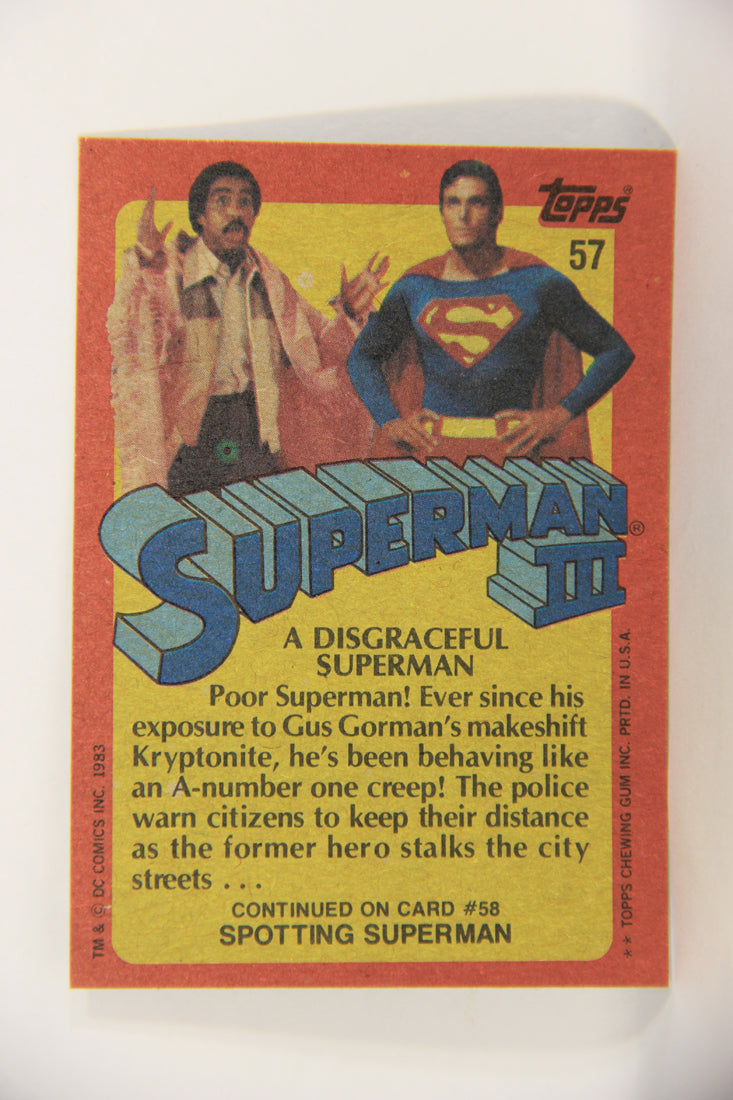 TOPPS®
57
SUPERMAN®
III
A DISGRACEFUL
SUPERMAN
Poor Superman! Ever since his
exposure to Gus Gorman's makeshift
Kryptonite, he's been behaving like
an A-number one creep! The police
warn citizens to keep their distance
as the former hero stalks the city
streets . . .
CONTINUED ON CARD #58
SPOTTING SUPERMAN
TM & © DC COMICS INC. 1983
** TOPPS CHEWING GUM INC. PRTD. IN U.S.A.